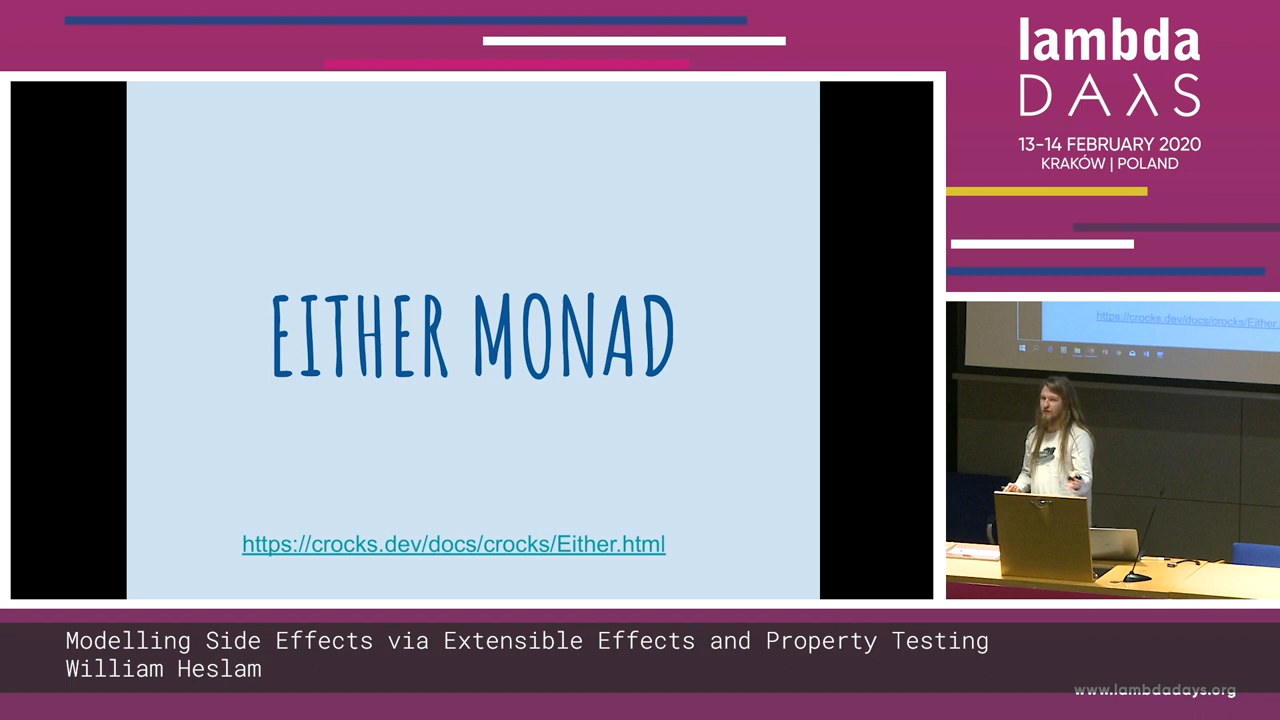 lambda
DAλS
13-14 FEBRUARY 2020
KRAKÓW | POLAND
EITHER MONAD
https://crocks.dev/docs/crocks/Either.html
https://crocks.dev/docs/crocks/Either
Modelling Side Effects via Extensible Effects and Property Testing
William Heslam
www.lambdadays.org